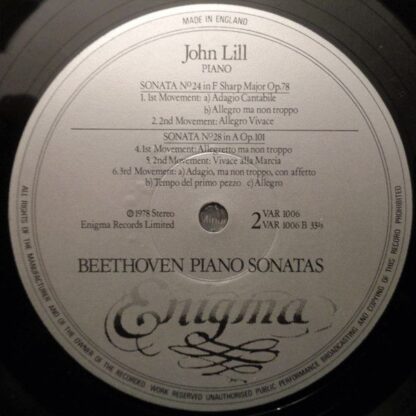 MADE IN ENGLAND
John Lill
PIANO
SONATA Nº24 in F Sharp Major Op.78
1. 1st Movement: a) Adagio Cantabile
b) Allegro ma non troppo
2. 2nd Movement: Allegro Vivace
SONATA Nº28 in A Op.101
4. 1st Movement: Allegretto ma non troppo
5. 2nd Movement: Vivace alla Marcia
6. 3rd Movement: a) Adagio, ma non troppo, con affetto
b) Tempo del primo pezzo c) Allegro
℗ 1978 Stereo
Enigma Records Limited
2 VAR 1006
VAR 1006 B 33⅓
BEETHOVEN PIANO SONATAS
Enigma
ALL RIGHTS OF THE MANUFACTURER AND OF THE OWNER OF THE RECORDED WORK RESERVED UNAUTHORISED PUBLIC PERFORMANCE BROADCASTING AND COPYING OF THIS RECORD PROHIBITED